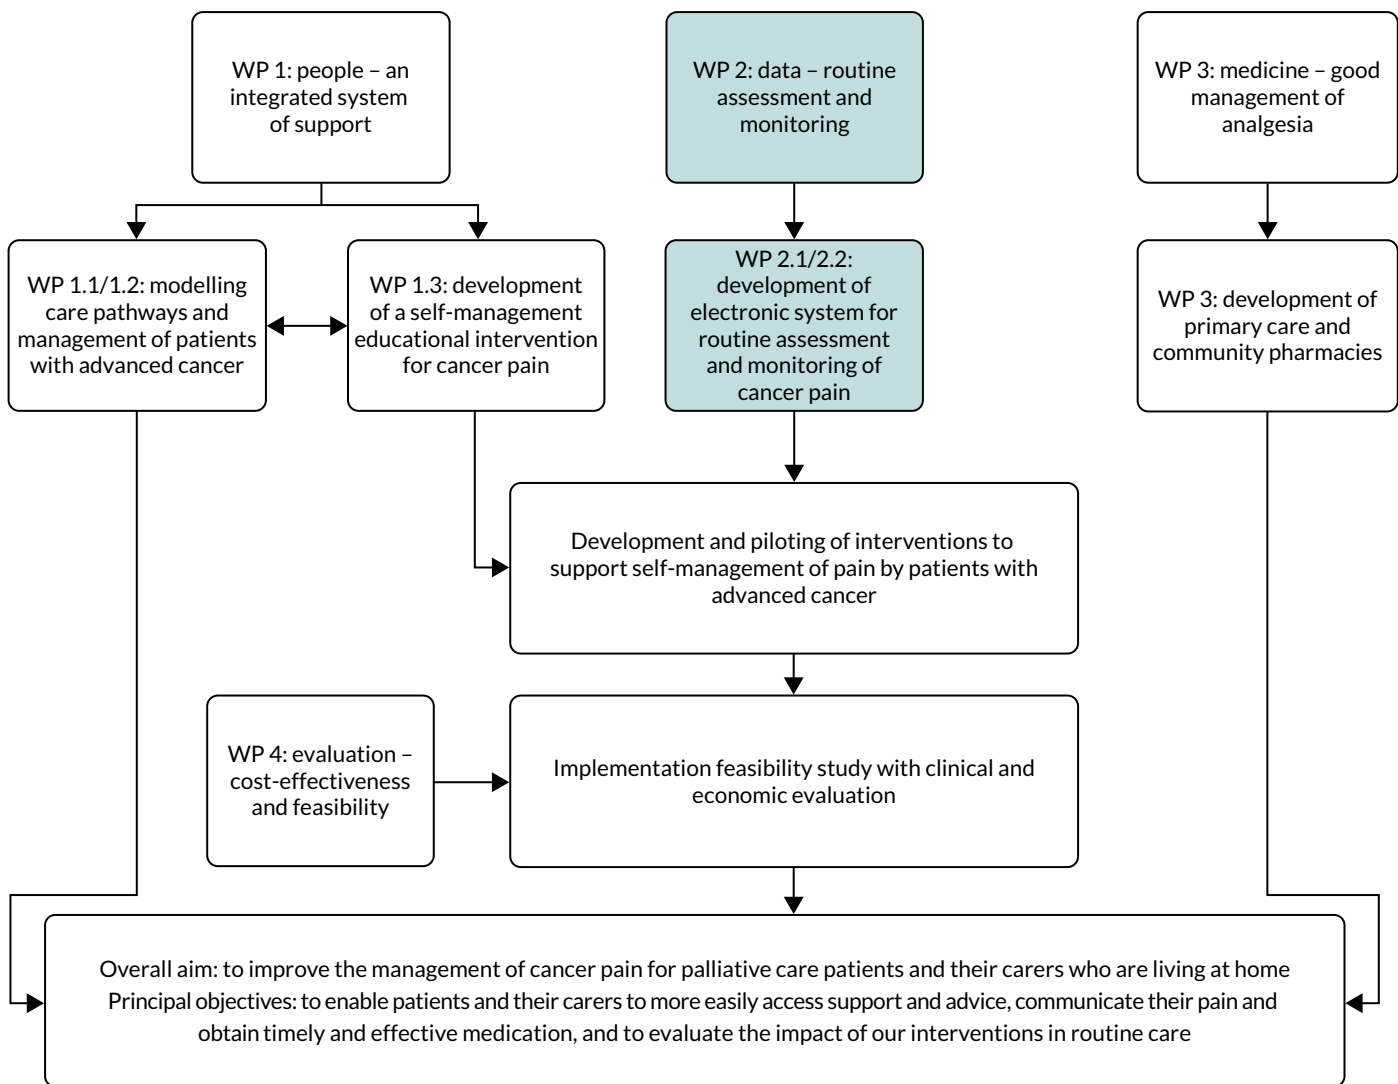 WP 1: people – an
integrated system
of support
WP 2: data – routine
assessment and
monitoring
WP 3: medicine – good
management of
analgesia
WP 1.1/1.2: modelling
care pathways and
management of patients
with advanced cancer
WP 1.3: development
of a self-management
educational intervention
for cancer pain
WP 2.1/2.2:
development of
electronic system for
routine assessment
and monitoring of
cancer pain
WP 3: development of
primary care and
community pharmacies
Development and piloting of interventions to
support self-management of pain by patients with
advanced cancer
WP 4: evaluation –
cost-effectiveness
and feasibility
Implementation feasibility study with clinical and
economic evaluation
Overall aim: to improve the management of cancer pain for palliative care patients and their carers who are living at home
Principal objectives: to enable patients and their carers to more easily access support and advice, communicate their pain and
obtain timely and effective medication, and to evaluate the impact of our interventions in routine care